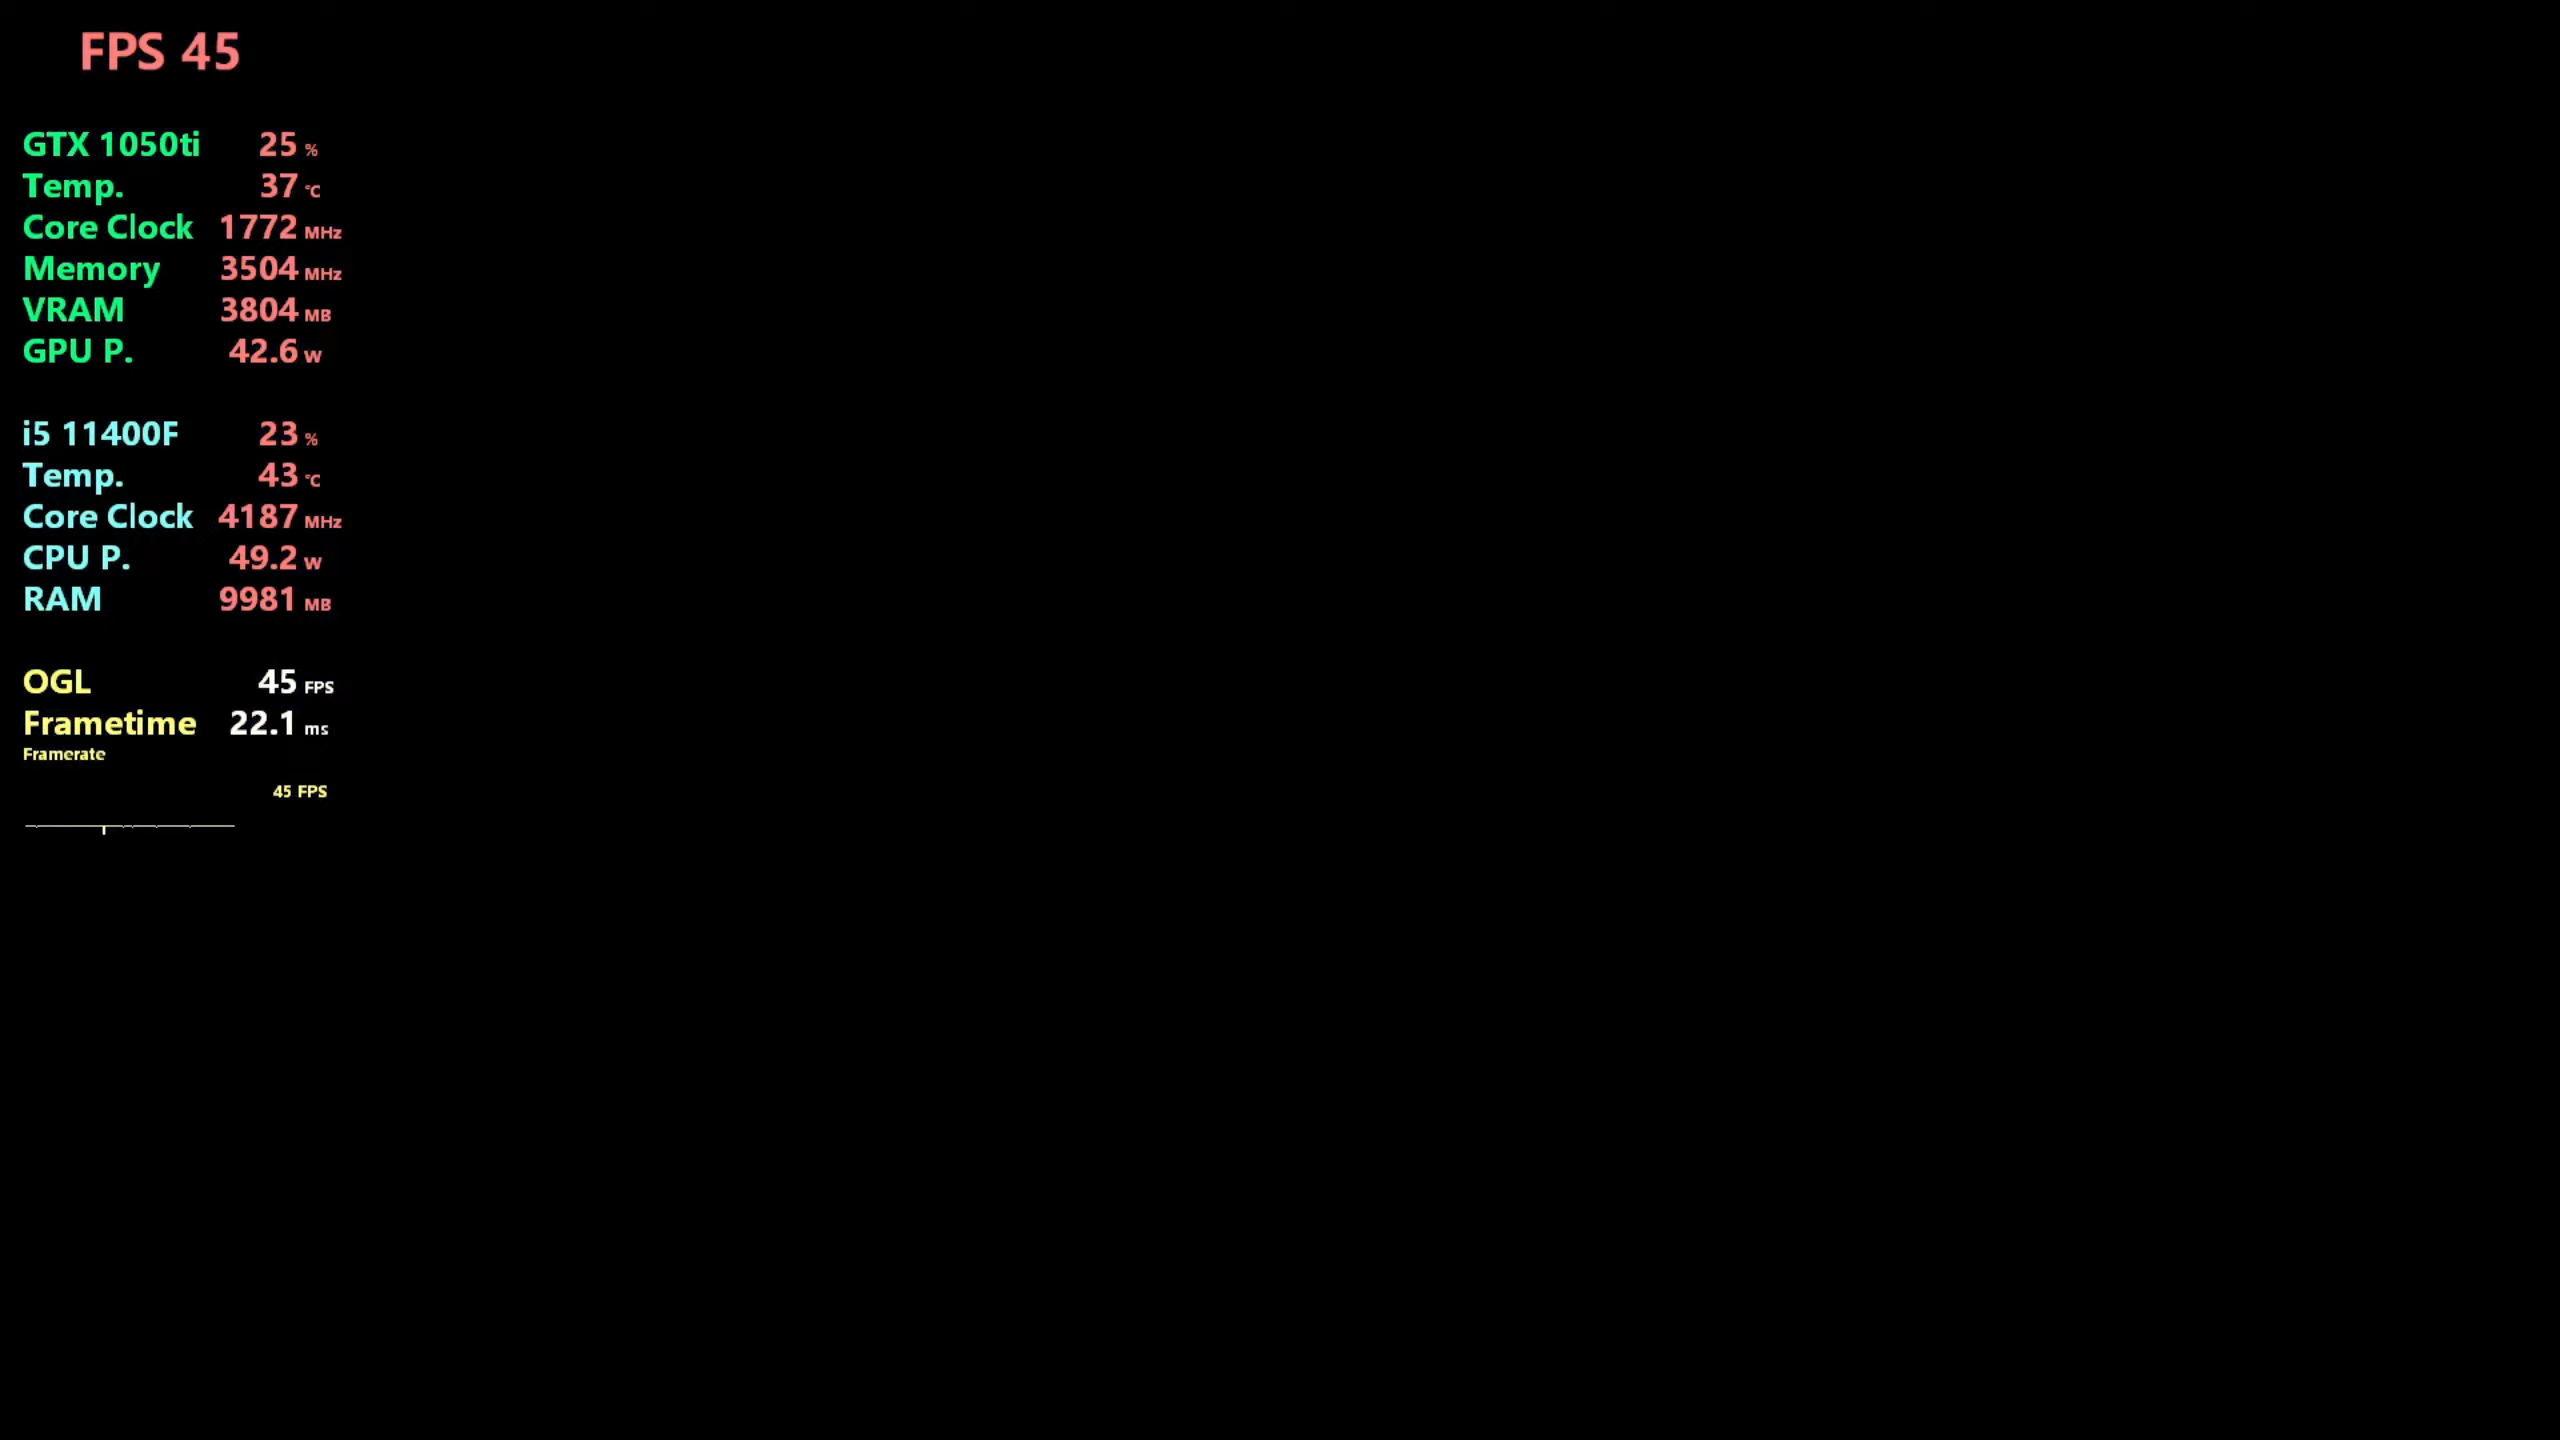 FPS 45
GTX 1050ti 25 %
Temp. 37 °C
Core Clock 1772 MHz
Memory 3504 MHz
VRAM 3804 MB
GPU P. 42.6 W
i5 11400F 23 %
Temp. 43 °C
Core Clock 4187 MHz
CPU P. 49.2 W
RAM 9981 MB
OGL 45 FPS
Frametime 22.1 ms
Framerate
45 FPS